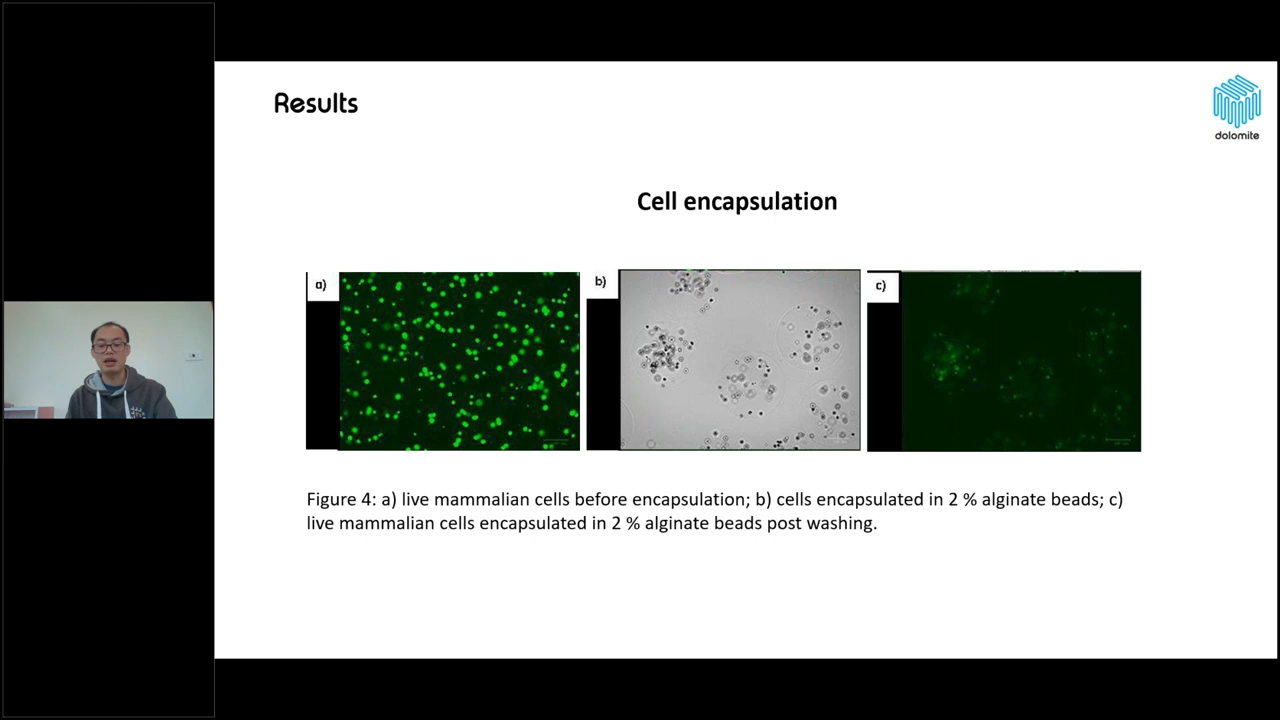 Results
dolomite
Cell encapsulation
a)
b)
c)
Figure 4: a) live mammalian cells before encapsulation; b) cells encapsulated in 2 % alginate beads; c)
live mammalian cells encapsulated in 2 % alginate beads post washing.